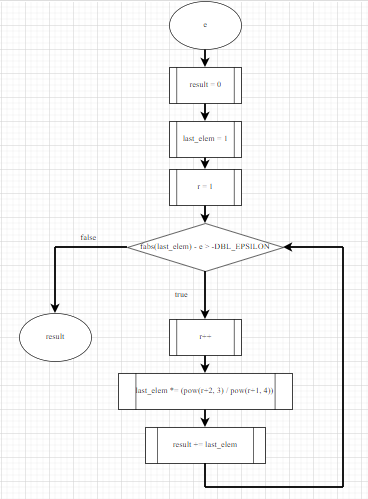 e
result = 0
last_elem = 1
r = 1
fabs(last_elem) - e > -DBL_EPSILON
false
true
result
r++
last_elem *= (pow(r+2, 3) / pow(r+1, 4))
result += last_elem